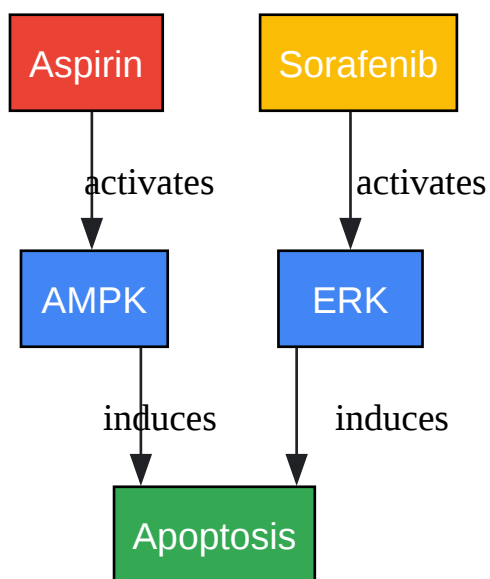 Aspirin
Sorafenib
activates
activates
AMPK
ERK
induces
induces
Apoptosis